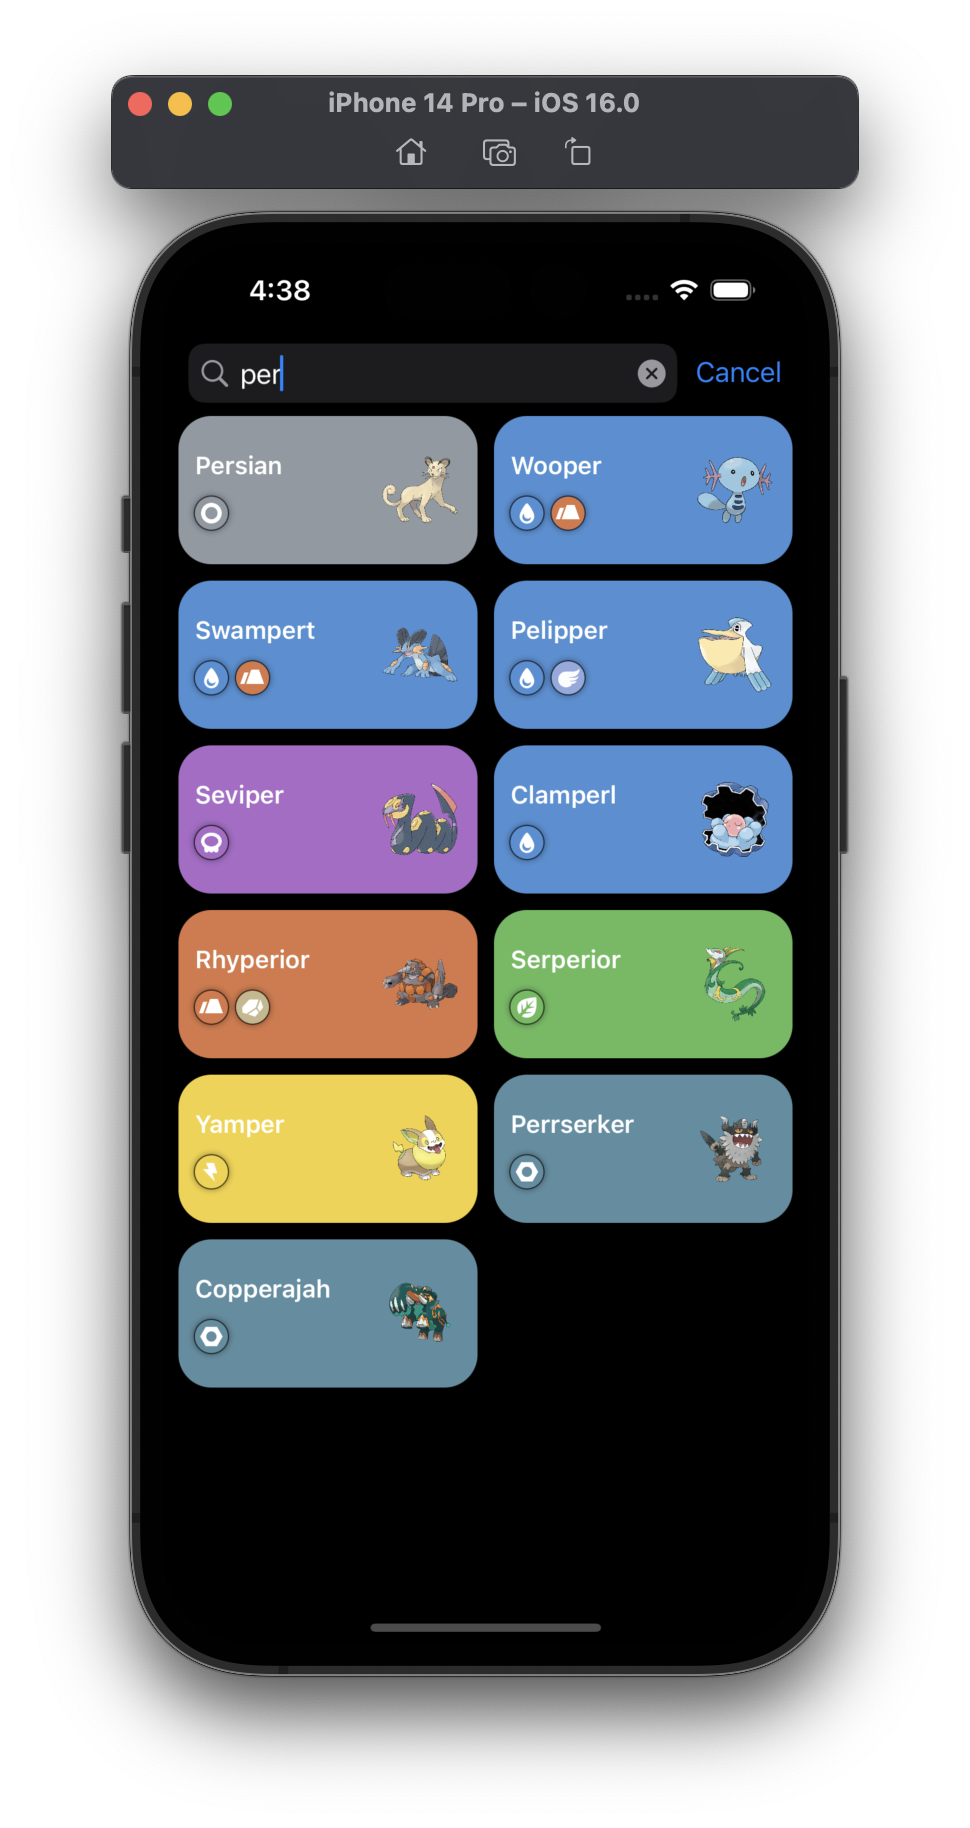 iPhone 14 Pro – iOS 16.0
4:38
per
Cancel
Persian
Wooper
Swampert
Pelipper
Seviper
Clamperl
Rhyperior
Serperior
Yamper
Perrserker
Copperajah